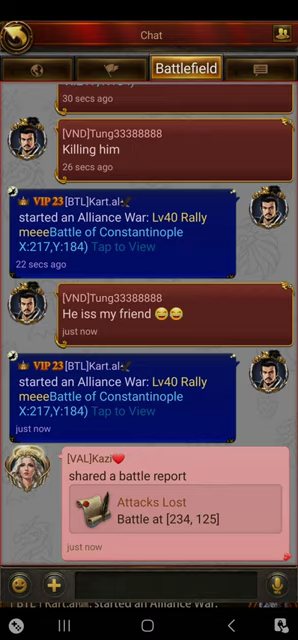 Chat
Battlefield
30 secs ago
[VND]Tung33388888
Killing him
26 secs ago
VIP 23 [BTL]Kart.al
started an Alliance War: Lv40 Rally
meeeBattle of Constantinople
X:217,Y:184) Tap to View
22 secs ago
[VND]Tung33388888
He iss my friend 😂😂
just now
VIP 23 [BTL]Kart.al
started an Alliance War: Lv40 Rally
meeeBattle of Constantinople
X:217,Y:184) Tap to View
just now
[VAL]Kazi❤
shared a battle report
Attacks Lost
Battle at [234, 125]
just now